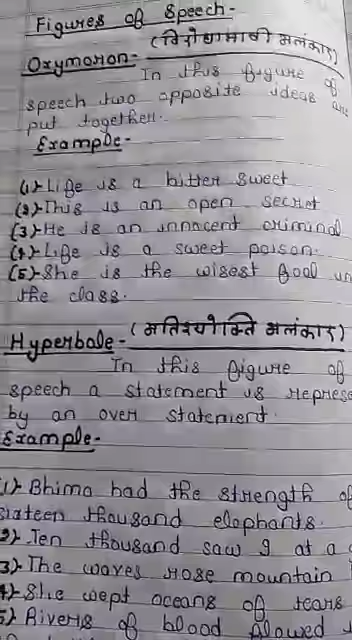 Figures of Speech-
Oxymoron- (विरोधाभाषी अलंकार)
In this figure of
speech two opposite ideas are
put together.
Example-
(1) Life is a bitter sweet
(2) This is an open secret
(3) He is an innocent criminal
(4) Life is a sweet poison.
(5) She is the wisest fool in
the class.
Hyperbole- (अतिश्योक्ति अलंकार)
In this figure of
speech a statement is
by an over statement.
Example-
1) Bhima had the strength of
sixteen thousand elephants.
2) Ten thousand saw I at a
3) The waves rose mountain
4) She wept oceans of tears
5) Rivers of blood flowed